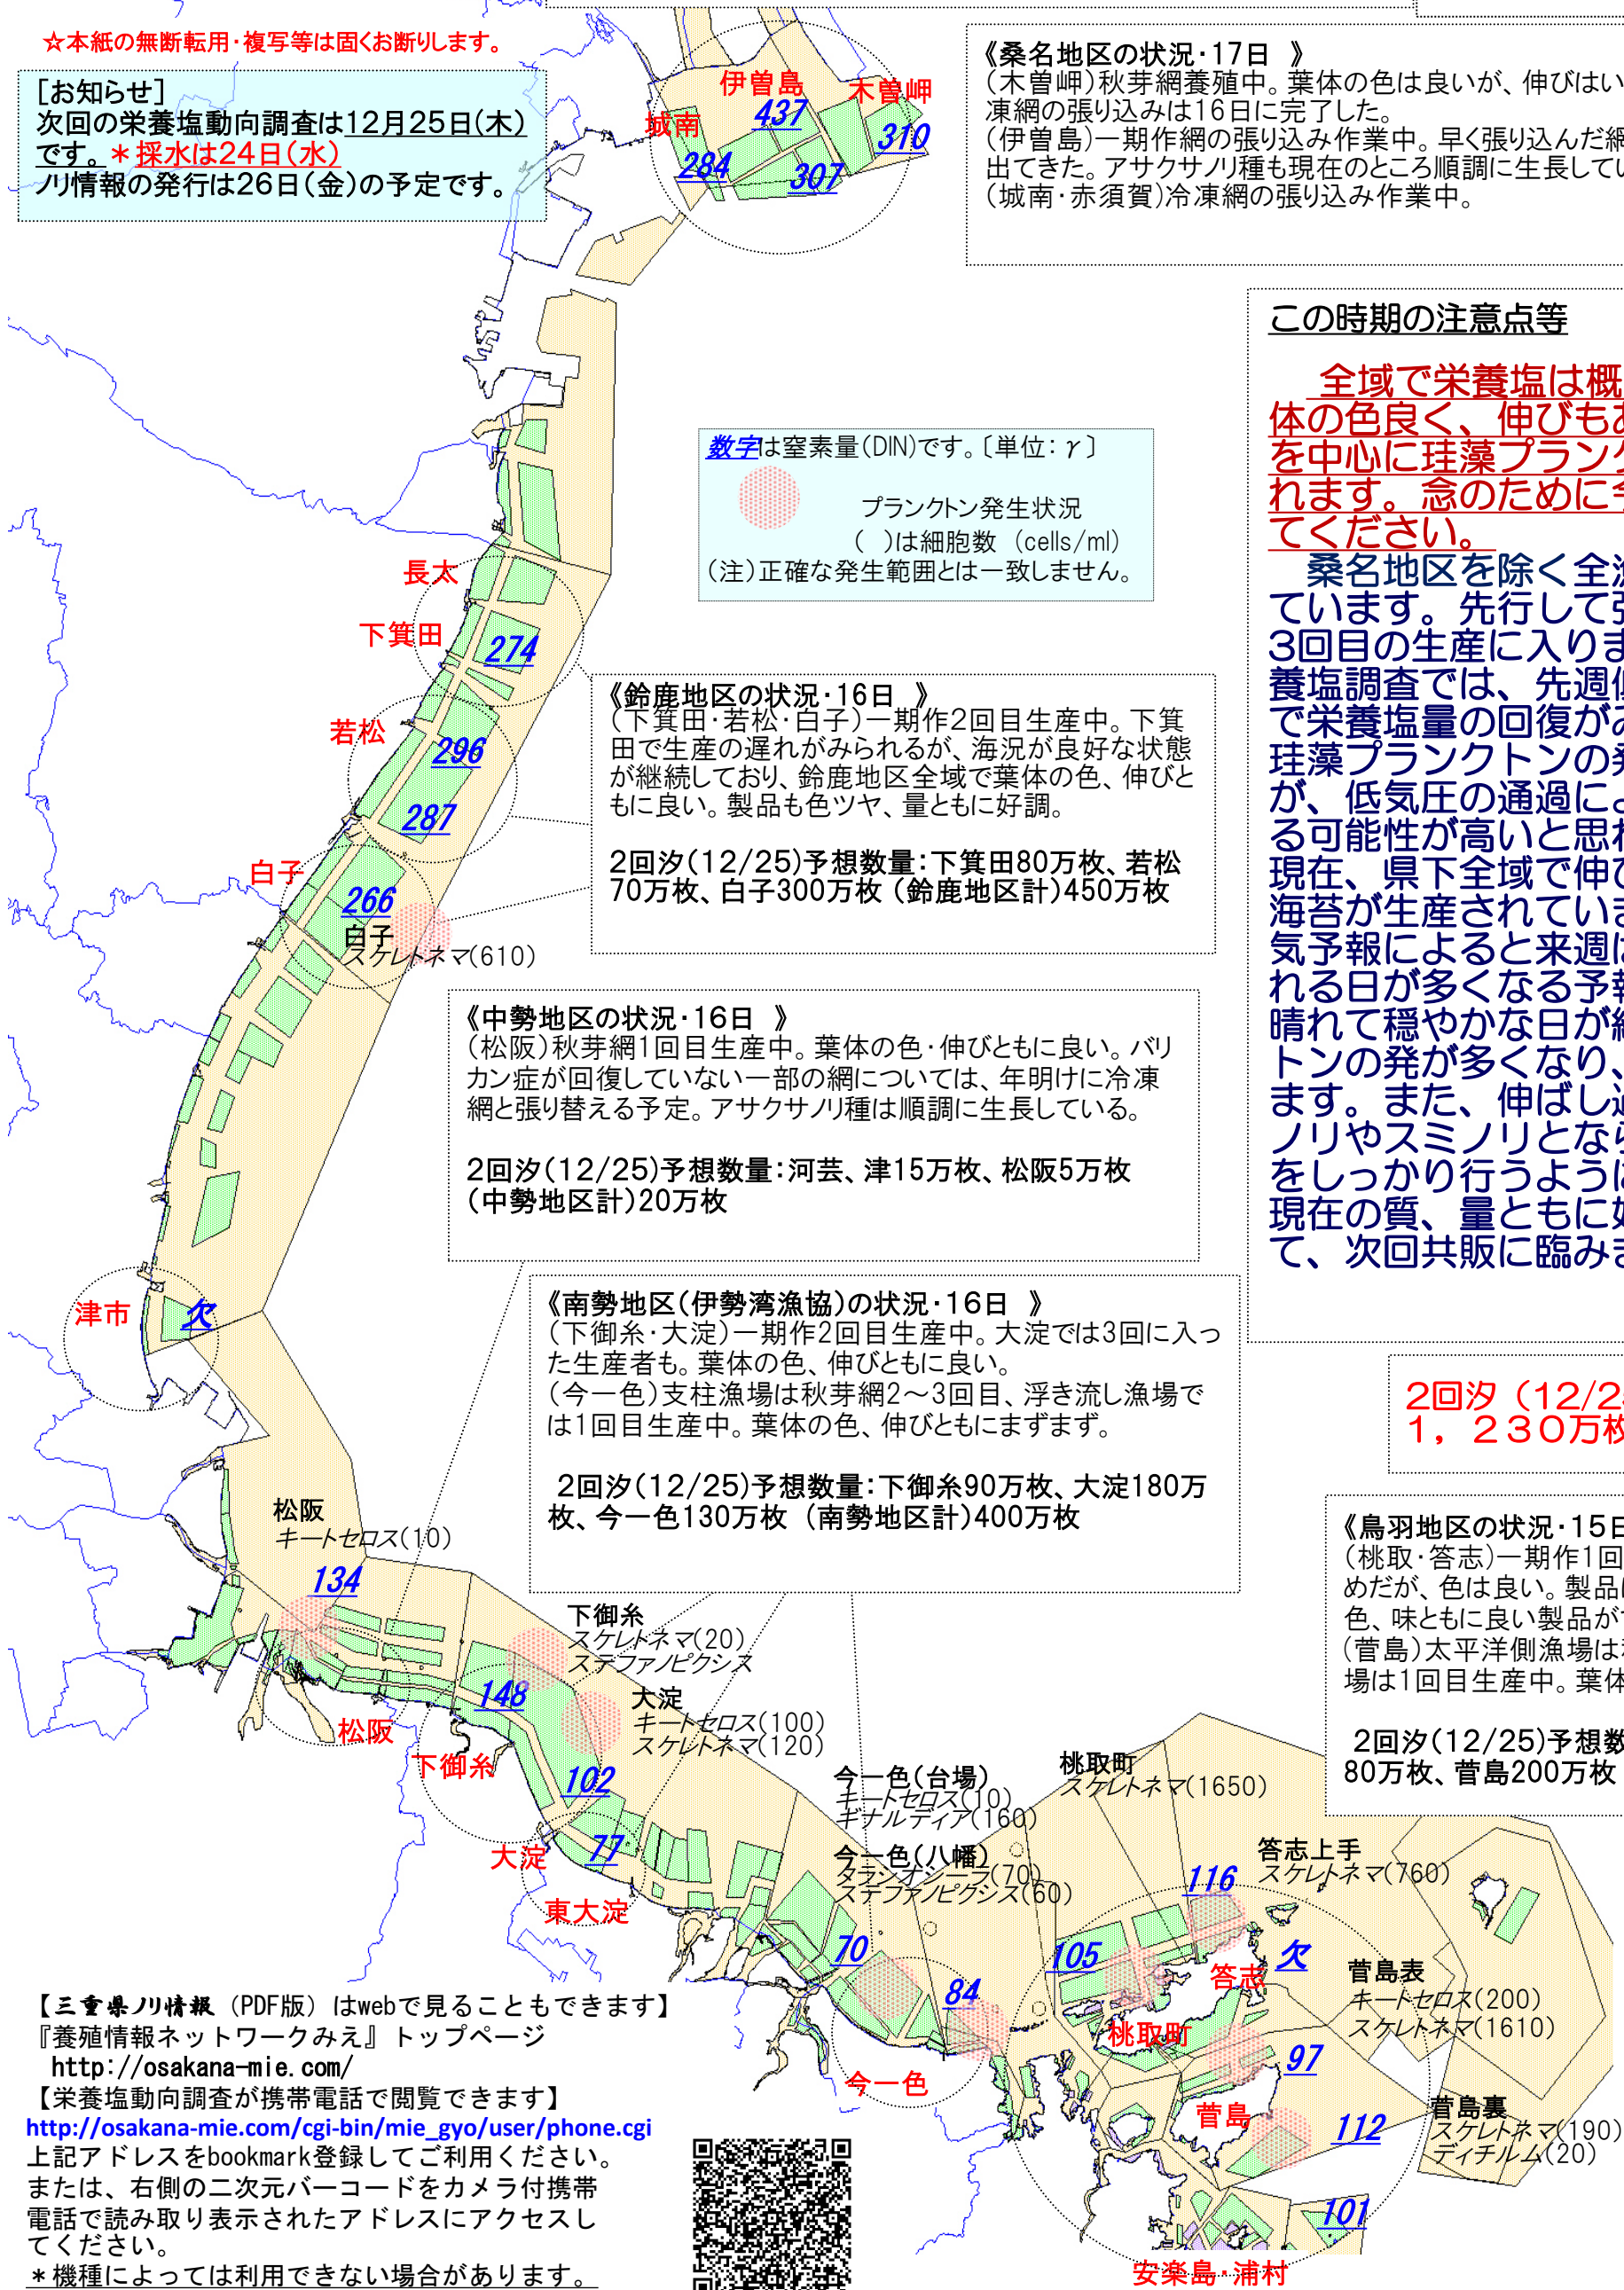 ☆本紙の無断転用・複写等は固くお断りします。
［お知らせ］
次回の栄養塩動向調査は12月25日(木)
です。＊採水は24日(水)
ノリ情報の発行は26日(金)の予定です。
伊曽島
437
木曽岬
310
城南
284
307
《桑名地区の状況・17日　》
（木曽岬）秋芽網養殖中。葉体の色は良いが、伸びはい
凍網の張り込みは16日に完了した。
（伊曽島）一期作網の張り込み作業中。早く張り込んだ網
出てきた。アサクサノリ種も現在のところ順調に生長してい
（城南・赤須賀）冷凍網の張り込み作業中。
この時期の注意点等
全域で栄養塩は概
体の色良く、伸びもあ
を中心に珪藻プランク
れます。念のために今
てください。
桑名地区を除く全漁
ています。先行して張
3回目の生産に入りま
養塩調査では、先週低
で栄養塩量の回復がみ
珪藻プランクトンの発
が、低気圧の通過によ
る可能性が高いと思わ
現在、県下全域で伸び
海苔が生産されていま
気予報によると来週は
れる日が多くなる予報
晴れて穏やかな日が続
トンの発が多くなり、
ます。また、伸ばし過
ノリやスミノリとなら
をしっかり行うように
現在の質、量ともに好
て、次回共販に臨みま
数字は窒素量(DIN)です。〔単位：γ〕
プランクトン発生状況
（　）は細胞数（cells/ml）
（注）正確な発生範囲とは一致しません。
長太
下箕田
274
若松
296
287
白子
266
白子
スケレトネマ(610)
《鈴鹿地区の状況・16日　》
（下箕田・若松・白子）一期作2回目生産中。下箕
田で生産の遅れがみられるが、海況が良好な状態
が継続しており、鈴鹿地区全域で葉体の色、伸びと
もに良い。製品も色ツヤ、量ともに好調。
2回汐(12/25)予想数量：下箕田80万枚、若松
70万枚、白子300万枚 （鈴鹿地区計）450万枚
《中勢地区の状況・16日　》
（松阪）秋芽網1回目生産中。葉体の色・伸びともに良い。バリ
カン症が回復していない一部の網については、年明けに冷凍
網と張り替える予定。アサクサノリ種は順調に生長している。
2回汐(12/25)予想数量：河芸、津15万枚、松阪5万枚
（中勢地区計）20万枚
津市
欠
《南勢地区(伊勢湾漁協)の状況・16日　》
（下御糸・大淀）一期作2回目生産中。大淀では3回に入っ
た生産者も。葉体の色、伸びともに良い。
（今一色）支柱漁場は秋芽網2～3回目、浮き流し漁場で
は1回目生産中。葉体の色、伸びともにまずまず。
2回汐(12/25)予想数量：下御糸90万枚、大淀180万
枚、今一色130万枚 （南勢地区計）400万枚
2回汐（12/2
1，２３０万枚
《鳥羽地区の状況・15日
（桃取・答志）一期作1回
めだが、色は良い。製品
色、味ともに良い製品が
（菅島）太平洋側漁場は
場は1回目生産中。葉体
2回汐(12/25)予想数
80万枚、菅島200万枚
松阪
キートセロス(10)
134
松阪
下御糸
スケレトネマ(20)
ステファノピクシス
148
下御糸
大淀
キートセロス(100)
スケレトネマ(120)
102
77
大淀
東大淀
今一色(台場)
キートセロス(10)
ギナルディア(160)
今一色(八幡)
タラシオシーラ(70)
ステファノピクシス(60)
70
84
今一色
桃取町
スケレトネマ(1650)
答志上手
スケレトネマ(760)
116
105
答志
欠
桃取町
菅島表
キートセロス(200)
スケレトネマ(1610)
97
菅島
112
菅島裏
スケレトネマ(190)
ディチルム(20)
101
安楽島・浦村
【三重県ノリ情報（PDF版）はwebで見ることもできます】
『養殖情報ネットワークみえ』トップページ
http://osakana-mie.com/
【栄養塩動向調査が携帯電話で閲覧できます】
http://osakana-mie.com/cgi-bin/mie_gyo/user/phone.cgi
上記アドレスをbookmark登録してご利用ください。
または、右側の二次元バーコードをカメラ付携帯
電話で読み取り表示されたアドレスにアクセスし
てください。
＊機種によっては利用できない場合があります。